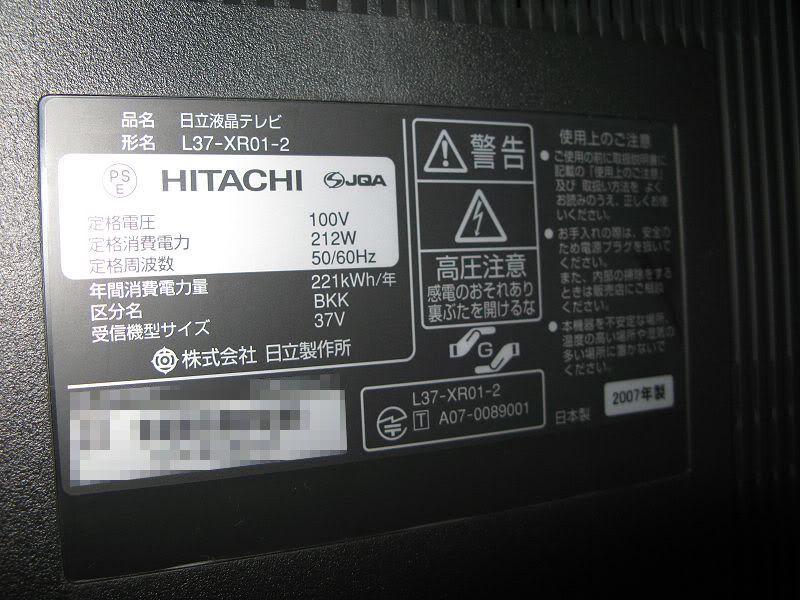 品名 日立液晶テレビ
形名 L37-XR01-2
PS
E
HITACHI JQA
定格電圧 100V
定格消費電力 212W
定格周波数 50/60Hz
年間消費電力量 221kWh/年
区分名 BKK
受信機型サイズ 37V
株式会社 日立製作所
警告
高圧注意
感電のおそれあり
裏ぶたを開けるな
G
L37-XR01-2
T A07-0089001
使用上のご注意
●ご使用の前に取扱説明書に
記載の「使用上のご注意」
及び 取扱い方法を よく
お読みのうえ、正しくお使
いください。
●お手入れの際は、安全の
ため電源プラグを抜いて
ください。
また、内部の掃除をする
ときは販売店にご相談
ください。
●本機器を不安定な場所、
温度の高い場所や湿気の
多い場所に置かないで
ください。
日本製 2007年製